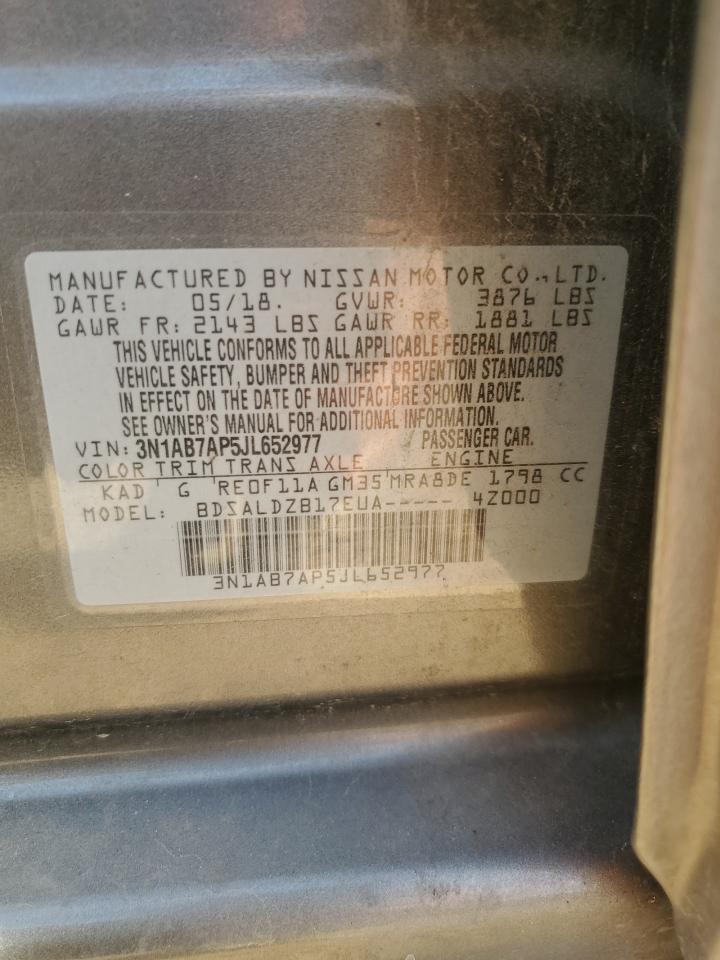 MANUFACTURED BY NISSAN MOTOR CO.,LTD.
DATE: 05/18. GVWR: 3876 LBS
GAWR FR: 2143 LBS GAWR RR: 1881 LBS
THIS VEHICLE CONFORMS TO ALL APPLICABLE FEDERAL MOTOR
VEHICLE SAFETY, BUMPER AND THEFT PREVENTION STANDARDS
IN EFFECT ON THE DATE OF MANUFACTURE SHOWN ABOVE.
SEE OWNER'S MANUAL FOR ADDITIONAL INFORMATION.
VIN: 3N1AB7AP5JL652977 PASSENGER CAR.
COLOR TRIM TRANS AXLE ENGINE
KAD G RE0F11A GM35 MRA8DE 1798 CC
MODEL: BDSALDZB17EUA----- 4Z000
3N1AB7AP5JL652977